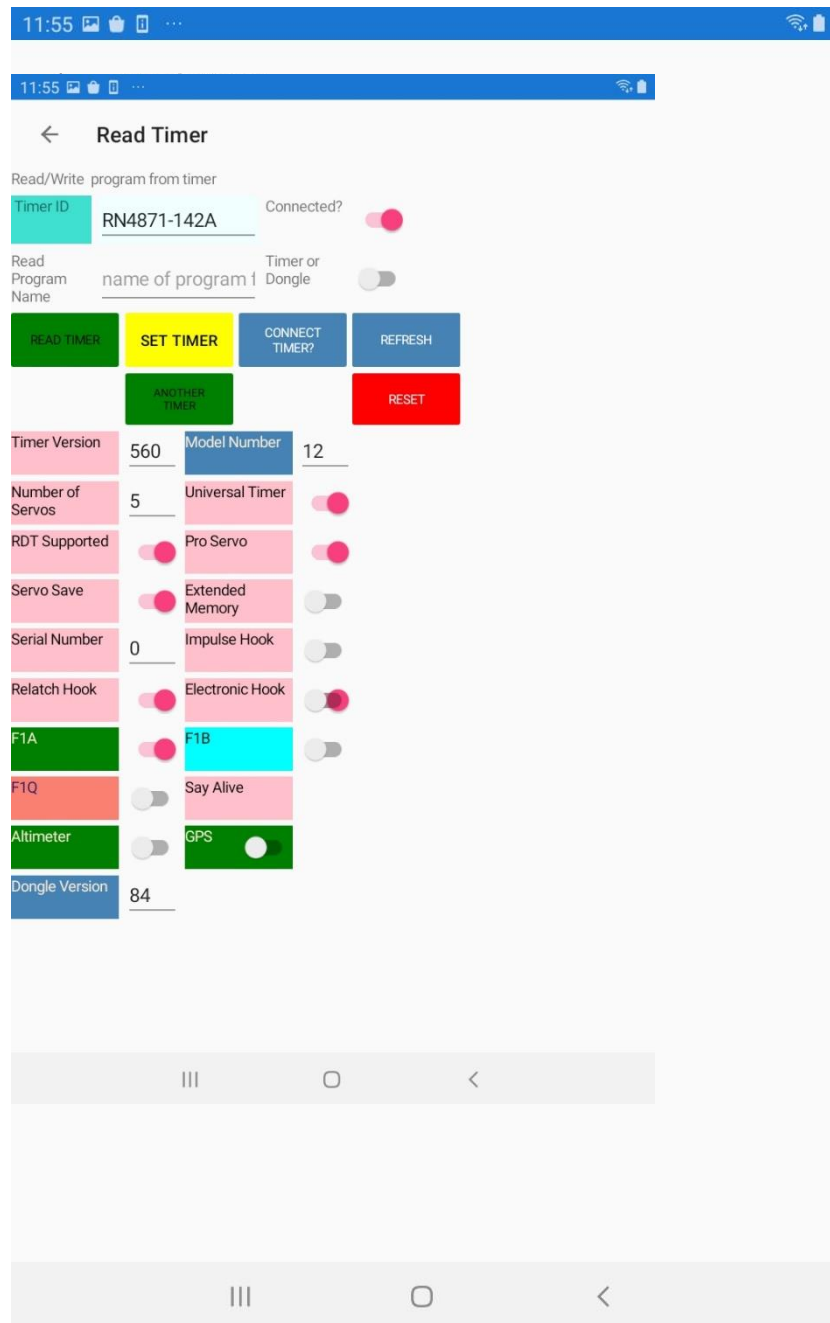 11:55
11:55
Read Timer
Read/Write program from timer
Timer ID
RN4871-142A
Connected?
Read
Program
Name
name of program f
Timer or
Dongle
READ TIMER
SET TIMER
CONNECT
TIMER?
REFRESH
ANOTHER
TIMER
RESET
Timer Version
560
Model Number
12
Number of
Servos
5
Universal Timer
RDT Supported
Pro Servo
Servo Save
Extended
Memory
Serial Number
0
Impulse Hook
Relatch Hook
Electronic Hook
F1A
F1B
F1Q
Say Alive
Altimeter
GPS
Dongle Version
84